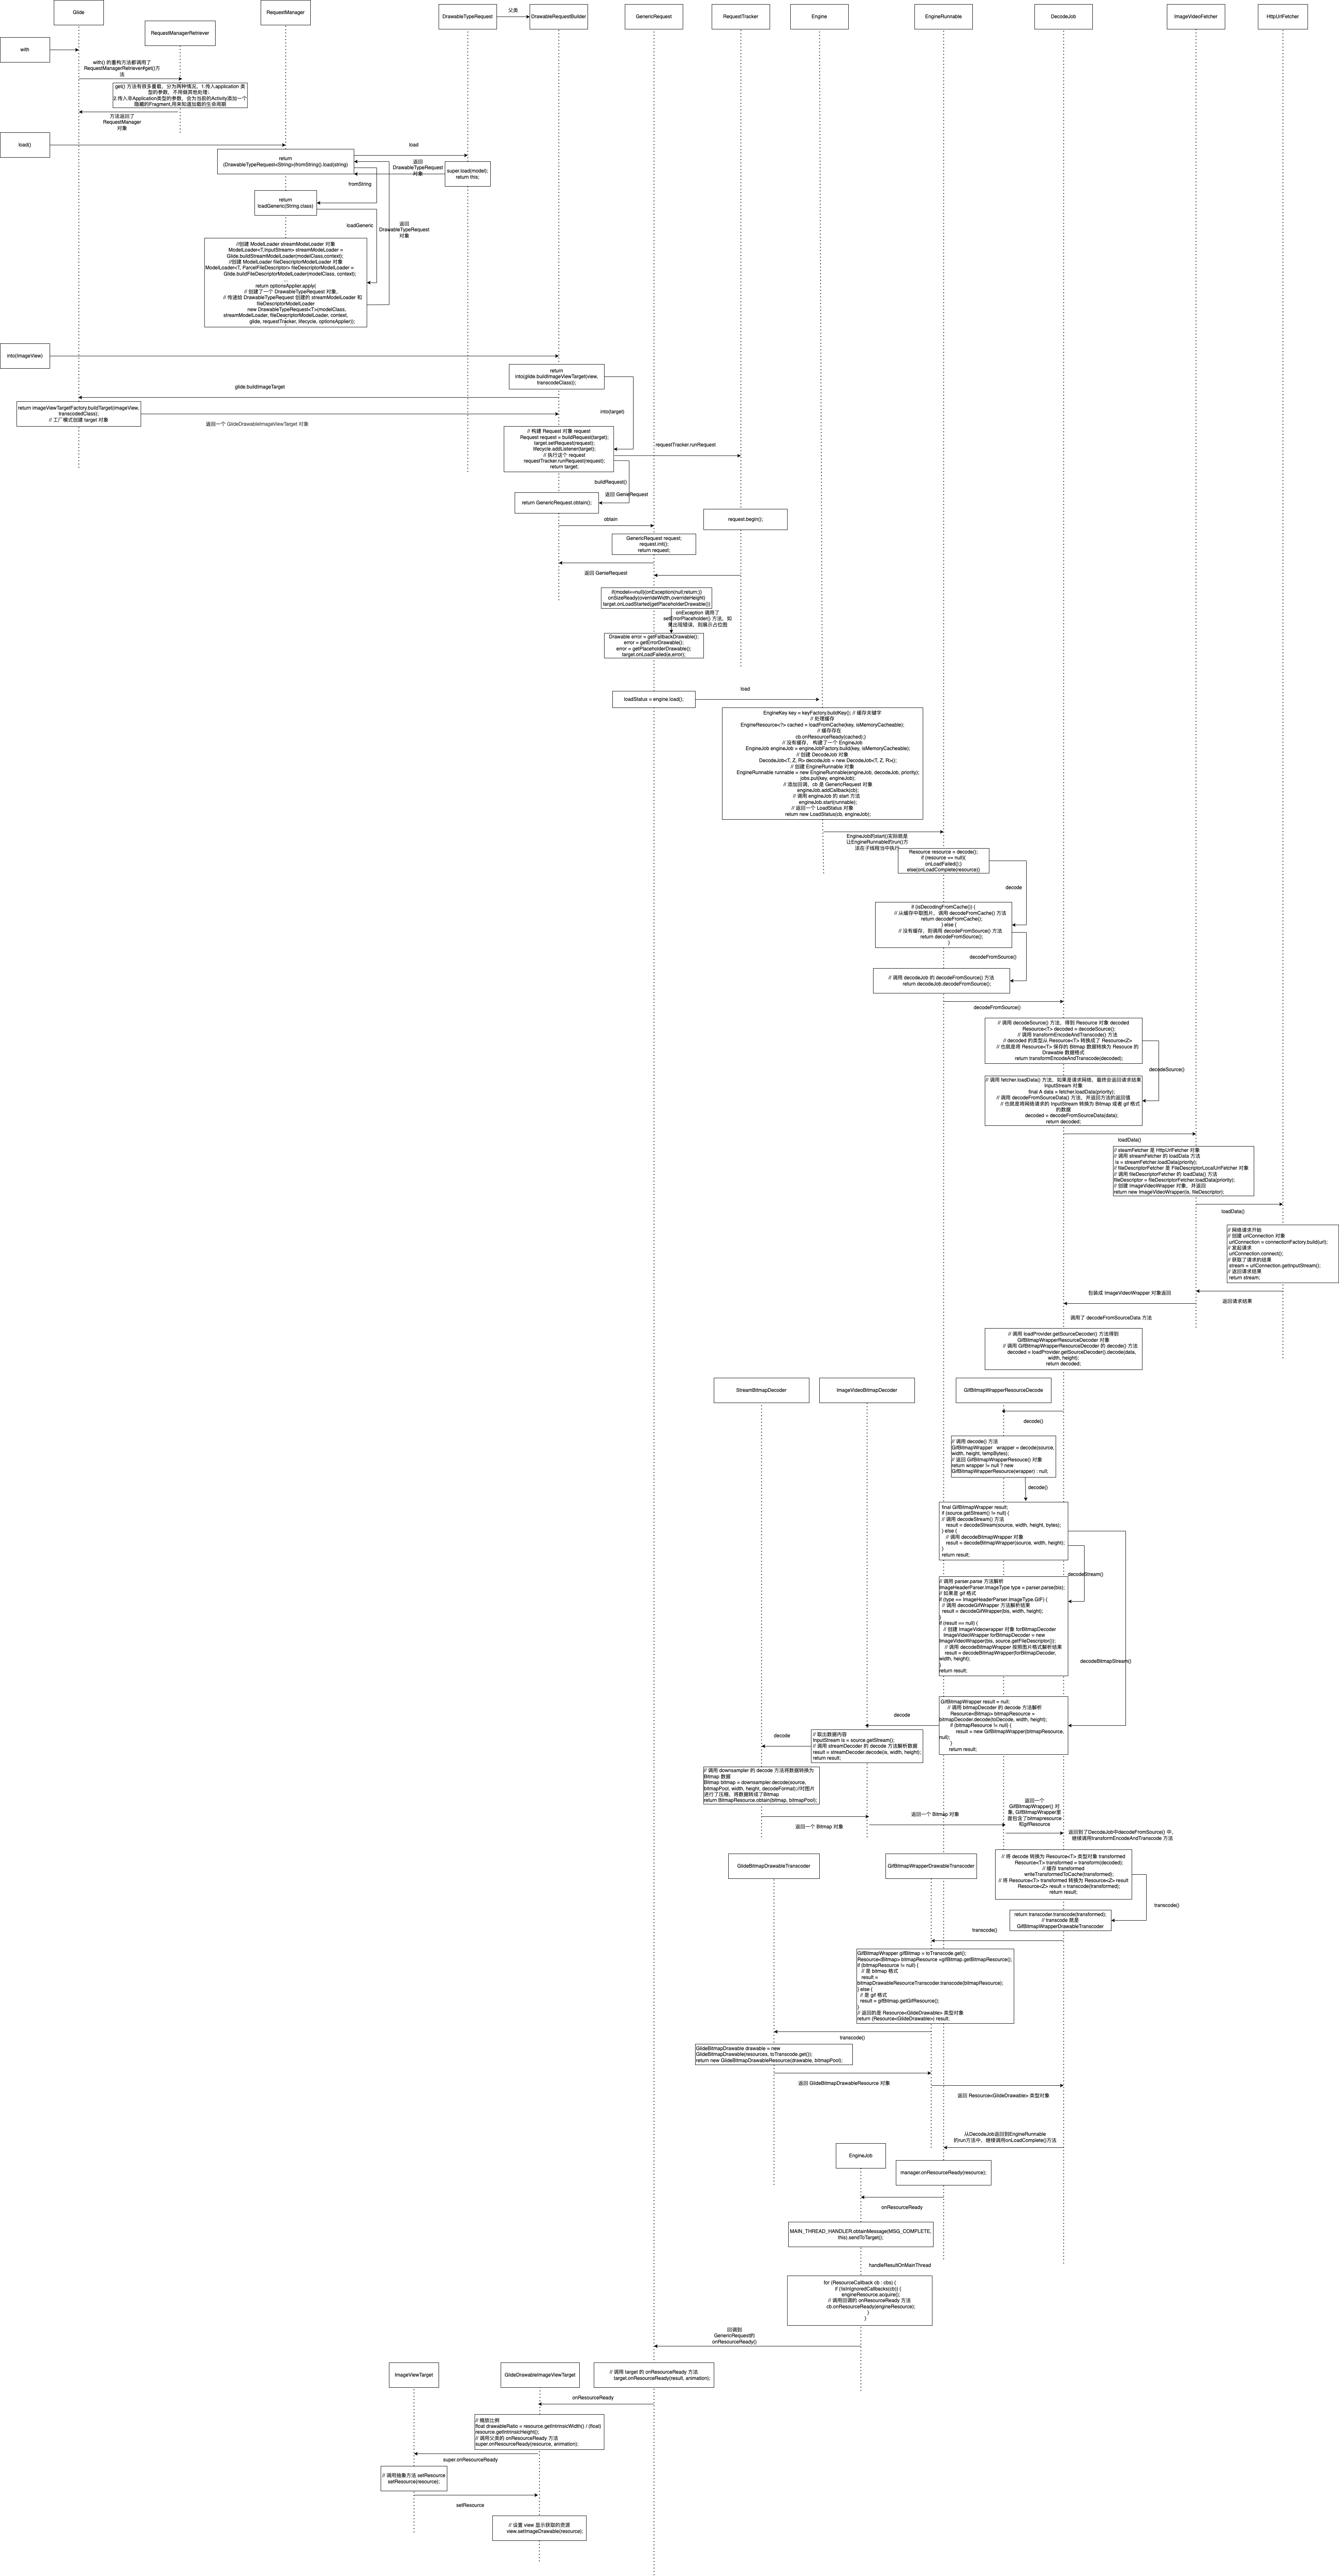 Glide
RequestManagerRetriever
RequestManager
DrawableTypeRequest
父类
DrawableRequestBuilder
GenericRequest
RequestTracker
Engine
EngineRunnable
DecodeJob
ImageVideoFetcher
HttpUrlFetcher
with
with() 的重构方法都调用了
RequestManagerRetriever#get()方
法
get() 方法有很多重载，分为两种情况，1.传入application 类
型的参数，不用做其他处理；
2.传入非Application类型的参数，会为当前的Activity添加一个
隐藏的Fragment,用来知道加载的生命周期
方法返回了
RequestManager
对象
load()
return
(DrawableTypeRequest<String>(fromString().load(string)
load
返回
DrawableTypeRequest
对象
super.load(model);
return this;
fromString
return
loadGeneric(String.class)
loadGeneric
返回
DrawableTypeRequest
对象
//创建 ModelLoader streamModeLoader 对象
ModelLoader<T,InputStream> streamModeLoader =
Glide.buildStreamModelLoader(modelClass,context);
//创建 ModelLoader fileDescriptorModelLoader 对象
ModelLoader<T, ParcelFileDescriptor> fileDescriptorModelLoader =
Glide.buildFileDescriptorModelLoader(modelClass, context);
...
return optionsApplier.apply(
// 创建了一个 DrawableTypeRequest 对象,
// 传递给 DrawableTypeRequest 创建的 streamModelLoader 和
fileDescriptorModelLoader
new DrawableTypeRequest<T>(modelClass,
streamModelLoader, fileDescriptorModelLoader, context,
glide, requestTracker, lifecycle, optionsApplier));
into(ImageView)
return
into(glide.buildImageViewTarget(view,
transcodeClass));
glide.buildImageTarget
return imageViewTargetFactory.buildTarget(imageView,
transcodedClass);
// 工厂模式创建 target 对象
返回一个 GlideDrawableImageViewTarget 对象
into(target)
// 构建 Request 对象 request
Request request = buildRequest(target);
target.setRequest(request);
lifecycle.addListener(target);
// 执行这个 request
requestTracker.runRequest(request);
return target;
requestTracker.runRequest
buildRequest()
返回 GenieRequest
return GenericRequest.obtain();
obtain
request.begin();
GenericRequest request;
request.init();
return request;
返回 GenieRequest
if(model==null){onException(null;return;)}
onSizeReady(overrideWidth,overrideHeight)
target.onLoadStarted(getPlaceholderDrawable())
onException 调用了
setErrorPlaceholder() 方法，如
果出现错误，则展示占位图
Drawable error = getFallbackDrawable();
error = getErrorDrawable();
error = getPlaceholderDrawable();
target.onLoadFailed(e,error);
loadStatus = engine.load();
load
EngineKey key = keyFactory.buildKey(); // 缓存关键字
// 处理缓存
EngineResource<?> cached = loadFromCache(key, isMemoryCacheable);
// 缓存存在
cb.onResourceReady(cached);}
// 没有缓存， 构建了一个 EngineJob
EngineJob engineJob = engineJobFactory.build(key, isMemoryCacheable);
// 创建 DecodeJob 对象
DecodeJob<T, Z, R> decodeJob = new DecodeJob<T, Z, R>();
// 创建 EngineRunnable 对象
EngineRunnable runnable = new EngineRunnable(engineJob, decodeJob, priority);
jobs.put(key, engineJob);
// 添加回调，cb 是 GenericRequest 对象
engineJob.addCallback(cb);
// 调用 engineJob 的 start 方法
engineJob.start(runnable);
// 返回一个 LoadStatus 对象
return new LoadStatus(cb, engineJob);
EngineJob的start()实际就是
让EngineRunnable的run()方
法在子线程当中执行
Resource resource = decode();
if (resource == null){
onLoadFailed();}
else{onLoadComplete(resource)}
decode
if (isDecodingFromCache()) {
// 从缓存中取图片，调用 decodeFromCache() 方法
return decodeFromCache();
} else {
// 没有缓存，则调用 decodeFromSource() 方法
return decodeFromSource();
}
decodeFromSource()
// 调用 decodeJob 的 decodeFromSource() 方法
return decodeJob.decodeFromSource();
decodeFromSource()
// 调用 decodeSource() 方法，得到 Resource 对象 decoded
Resource<T> decoded = decodeSource();
// 调用 transformEncodeAndTranscode() 方法
// decoded 的类型从 Resource<T> 转换成了 Resource<Z>
// 也就是将 Resource<T> 保存的 Bitmap 数据转换为 Resouce 的
Drawable 数据格式
return transformEncodeAndTranscode(decoded);
decodeSource()
// 调用 fetcher.loadData() 方法，如果是请求网络，最终会返回请求结果
InputStream 对象
final A data = fetcher.loadData(priority);
// 调用 decodeFromSourceData() 方法，并返回方法的返回值
// 也就是将网络请求的 InputStream 转换为 Bitmap 或者 gif 格式
的数据
decoded = decodeFromSourceData(data);
return decoded;
loadData()
// steamFetcher 是 HttpUrlFetcher 对象
// 调用 streamFetcher 的 loadData 方法
is = streamFetcher.loadData(priority);
// fileDescriptorFetcher 是 FileDescriptorLocalUriFetcher 对象
// 调用 fileDescriptorFetcher 的 loadData() 方法
fileDescriptor = fileDescriptorFetcher.loadData(priority);
// 创建 ImageVideoWrapper 对象，并返回
return new ImageVideoWrapper(is, fileDescriptor);
loadData()
// 网络请求开始
// 创建 urlConnection 对象
urlConnection = connectionFactory.build(url);
// 发起请求
urlConnection.connect();
// 获取了请求的结果
stream = urlConnection.getInputStream();
// 返回请求结果
return stream;
包装成 ImageVideoWrapper 对象返回
返回请求结果
调用了 decodeFromSourceData 方法
// 调用 loadProvider.getSourceDecoder() 方法得到
GifBitmapWrapperResourceDecoder 对象
// 调用 GifBitmapWrapperResourceDecoder 的 decode() 方法
decoded = loadProvider.getSourceDecoder().decode(data,
width, height);
return decoded;
StreamBitmapDecoder
ImageVideoBitmapDecoder
GifBitmapWrapperResourceDecode
decode()
// 调用 decode() 方法
GifBitmapWrapper wrapper = decode(source,
width, height, tempBytes);
// 返回 GifBitmapWrapperResouce() 对象
return wrapper != null ? new
GifBitmapWrapperResource(wrapper) : null;
decode()
final GifBitmapWrapper result;
if (source.getStream() != null) {
// 调用 decodeStream() 方法
result = decodeStream(source, width, height, bytes);
} else {
// 调用 decodeBitmapWrapper 对象
result = decodeBitmapWrapper(source, width, height);
}
return result;
decodeStream()
// 调用 parser.parse 方法解析
ImageHeaderParser.ImageType type = parser.parse(bis);
// 如果是 gif 格式
if (type == ImageHeaderParser.ImageType.GIF) {
// 调用 decodeGifWrapper 方法解析结果
result = decodeGifWrapper(bis, width, height);
}
if (result == null) {
// 创建 ImageVideowrapper 对象 forBitmapDecoder
ImageVideoWrapper forBitmapDecoder = new
ImageVideoWrapper(bis, source.getFileDescriptor());
// 调用 decodeBitmapWrapper 按照图片格式解析结果
result = decodeBitmapWrapper(forBitmapDecoder,
width, height);
}
return result;
decodeBitmapStream()
GifBitmapWrapper result = null;
// 调用 bitmapDecoder 的 decode 方法解析
Resource<Bitmap> bitmapResource =
bitmapDecoder.decode(toDecode, width, height);
if (bitmapResource != null) {
result = new GifBitmapWrapper(bitmapResource,
null);
}
return result;
decode
// 取出数据内容
InputStream is = source.getStream();
// 调用 streamDecoder 的 decode 方法解析数据
result = streamDecoder.decode(is, width, height);
return result;
decode
// 调用 downsampler 的 decode 方法将数据转换为
Bitmap 数据
Bitmap bitmap = downsampler.decode(source,
bitmapPool, width, height, decodeFormat);//对图片
进行了压缩，将数据转成了Bitmap
return BitmapResource.obtain(bitmap, bitmapPool);
返回一个 Bitmap 对象
返回一个 Bitmap 对象
返回一个
GifBitmapWrapper() 对
象, GifBitmapWrapper里
面包含了bitmapresource
和gifResource
返回到了DecodeJob中decodeFromSource() 中，
继续调用transformEncodeAndTranscode 方法
GlideBitmapDrawableTranscoder
GifBitmapWrapperDrawableTranscoder
// 将 decode 转换为 Resource<T> 类型对象 transformed
Resource<T> transformed = transform(decoded);
// 缓存 transformed
writeTransformedToCache(transformed);
// 将 Resource<T> transformed 转换为 Resource<Z> result
Resource<Z> result = transcode(transformed);
return result;
transcode()
return transcoder.transcode(transformed);
// transcode 就是
GifBitmapWrapperDrawableTranscoder
transcode()
GifBitmapWrapper gifBitmap = toTranscode.get();
Resource<Bitmap> bitmapResource =gifBitmap.getBitmapResource();
if (bitmapResource != null) {
// 是 bitmap 格式
result =
bitmapDrawableResourceTranscoder.transcode(bitmapResource);
} else {
// 是 gif 格式
result = gifBitmap.getGifResource();
}
// 返回的是 Resource<GlideDrawable> 类型对象
return (Resource<GlideDrawable>) result;
transcode()
GlideBitmapDrawable drawable = new
GlideBitmapDrawable(resources, toTranscode.get());
return new GlideBitmapDrawableResource(drawable, bitmapPool);
返回 GlideBitmapDrawableResource 对象
返回 Resource<GlideDrawable> 类型对象
从DecodeJob返回到EngineRunnable
的run方法中，继续调用onLoadComplete()方法
EngineJob
manager.onResourceReady(resource);
onResourceReady
MAIN_THREAD_HANDLER.obtainMessage(MSG_COMPLETE,
this).sendToTarget();
handleResultOnMainThread
for (ResourceCallback cb : cbs) {
if (!isInIgnoredCallbacks(cb)) {
engineResource.acquire();
// 调用回调的 onResourceReady 方法
cb.onResourceReady(engineResource);
}
}
回调到
GenericRequest的
onResourceReady()
ImageViewTarget
GlideDrawableImageViewTarget
// 调用 target 的 onResourceReady 方法
target.onResourceReady(result, animation);
onResourceReady
// 缩放比例
float drawableRatio = resource.getIntrinsicWidth() / (float)
resource.getIntrinsicHeight();
// 调用父类的 onResourceReady 方法
super.onResourceReady(resource, animation);
super.onResourceReady
// 调用抽象方法 setResource
setResource(resource);
setResource
// 设置 view 显示获取的资源
view.setImageDrawable(resource);